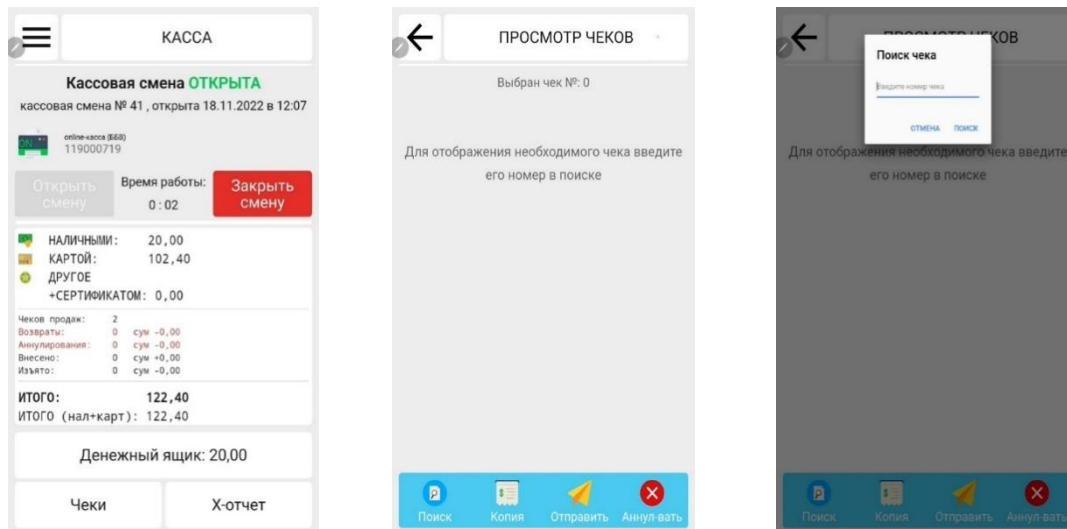 КАССА
Кассовая смена ОТКРЫТА
кассовая смена № 41 , открыта 18.11.2022 в 12:07
ON
online-касса (ББВ)
119000719
Открыть смену
Время работы:
0 : 02
Закрыть смену
НАЛИЧНЫМИ: 20,00
КАРТОЙ: 102,40
ДРУГОЕ
+СЕРТИФИКАТОМ: 0,00
Чеков продаж: 2
Возвраты: 0 сум -0,00
Аннулирования: 0 сум -0,00
Внесено: 0 сум +0,00
Изъято: 0 сум -0,00
ИТОГО: 122,40
ИТОГО (нал+карт): 122,40
Денежный ящик: 20,00
Чеки
Х-отчет
ПРОСМОТР ЧЕКОВ
Выбран чек №: 0
Для отображения необходимого чека введите
его номер в поиске
Поиск
Копия
Отправить
Аннул-вать
ПРОСМОТР ЧЕКОВ
Поиск чека
Введите номер чека
ОТМЕНА ПОИСК
Для отображения необходимого чека введите
его номер в поиске
Поиск
Копия
Отправить
Аннул-вать